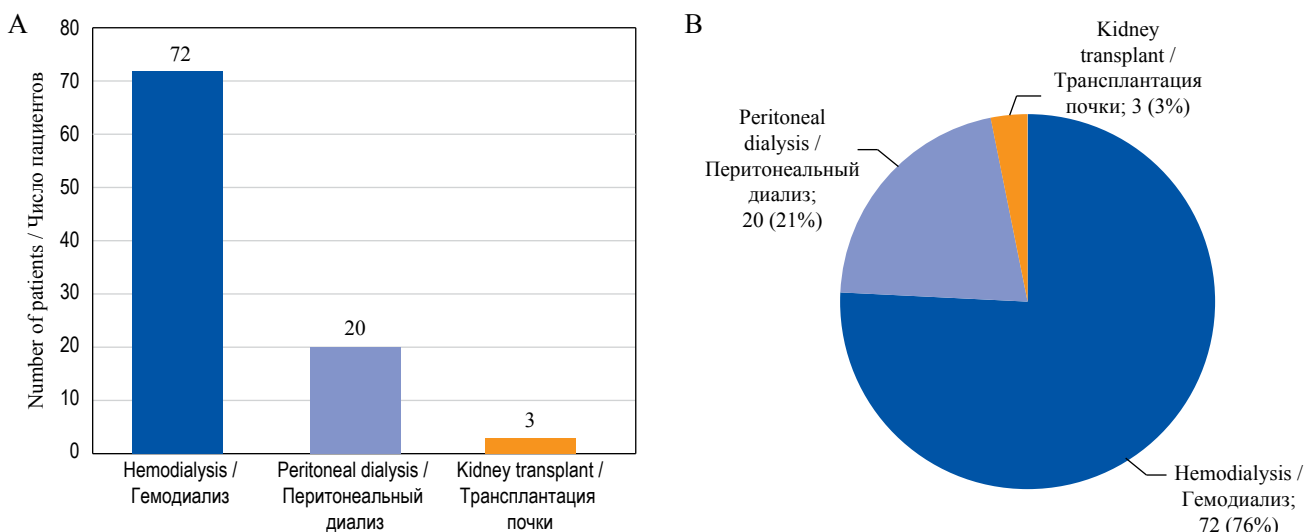 A
Number of patients / Число пациентов
80
70
60
50
40
30
20
10
0
72
20
3
Hemodialysis /
Гемодиализ
Peritoneal dialysis /
Перитонеальный
диализ
Kidney transplant /
Трансплантация
почки
B
Kidney
transplant /
Трансплантация
почки; 3 (3%)
Peritoneal
dialysis /
Перитонеальный
диализ;
20 (21%)
Hemodialysis /
Гемодиализ;
72 (76%)